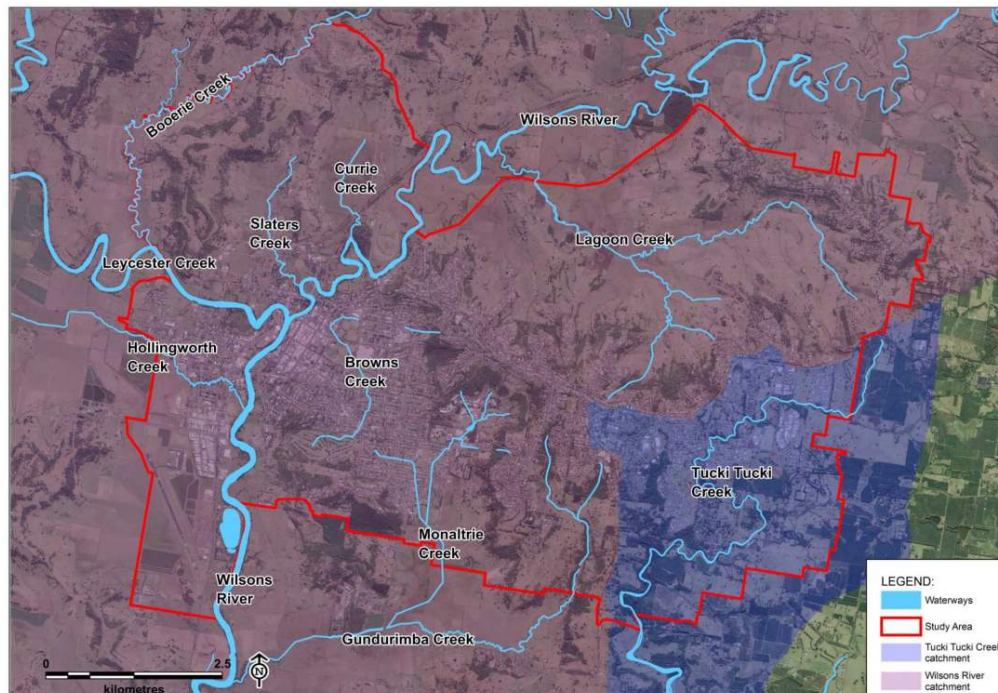 Booerie Creek
Wilsons River
Currie
Creek
Slaters
Creek
Lagoon Creek
Leycester Creek
Hollingworth
Creek
Browns
Creek
Tucki Tucki
Creek
Monaltrie
Creek
Wilsons
River
Gundurimba Creek
0 2.5
kilometres
N
LEGEND:
Waterways
Study Area
Tucki Tucki Creek
catchment
Wilsons River
catchment